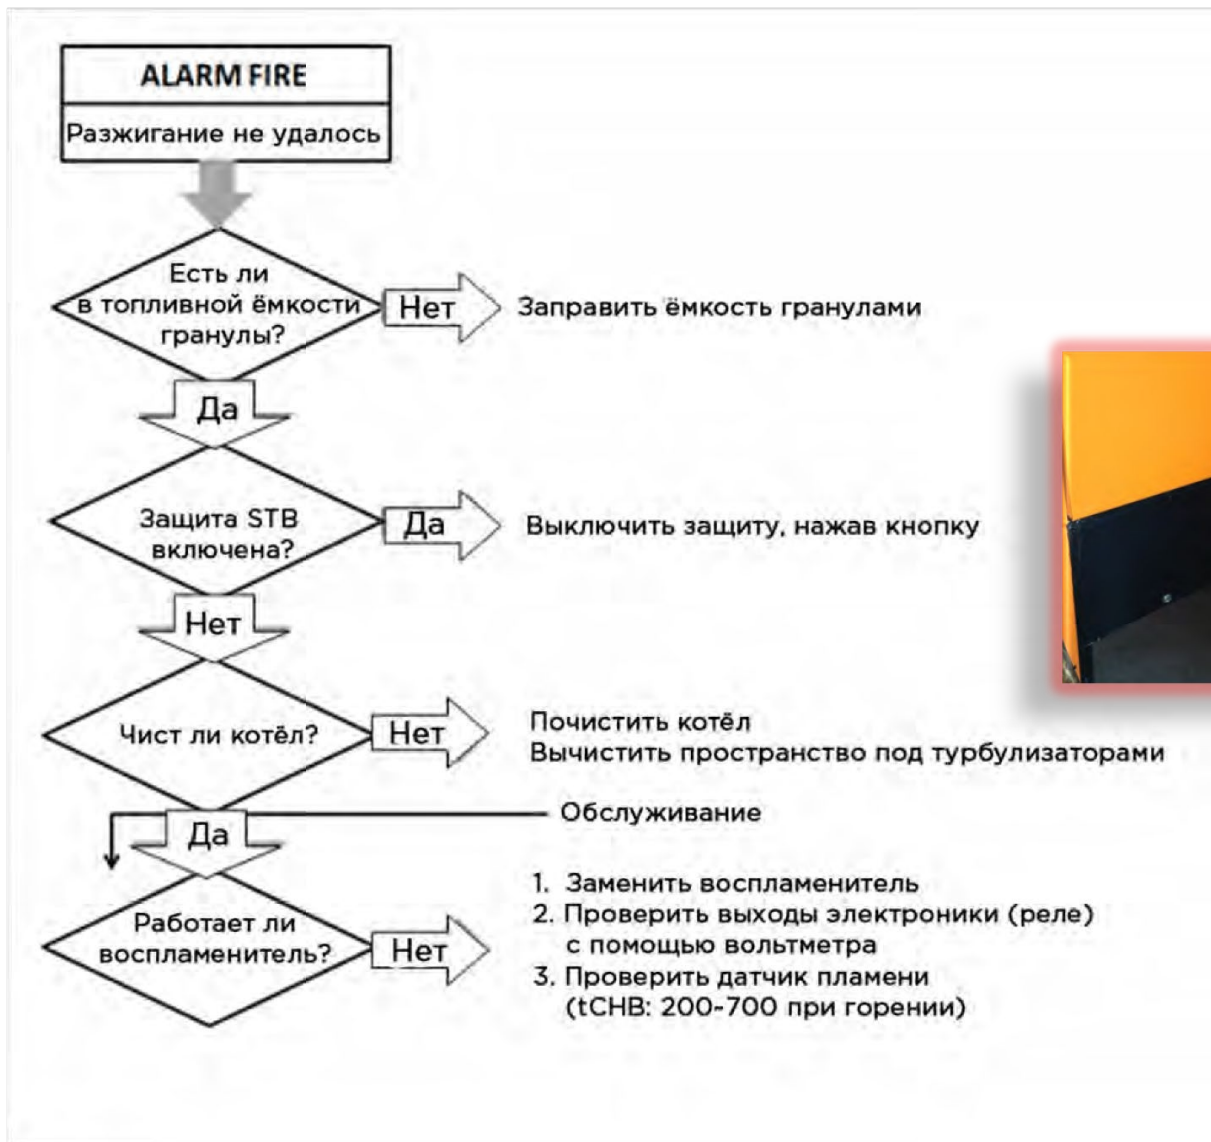 ALARM FIRE
Разжигание не удалось
Есть ли
в топливной ёмкости
гранулы?
Нет
Заправить ёмкость гранулами
Да
Защита STB
включена?
Да
Выключить защиту, нажав кнопку
Нет
Чист ли котёл?
Нет
Почистить котёл
Вычистить пространство под турбулизаторами
Обслуживание
Да
Работает ли
воспламенитель?
Нет
1. Заменить воспламенитель
2. Проверить выходы электроники (реле)
с помощью вольтметра
3. Проверить датчик пламени
(tCHB: 200-700 при горении)